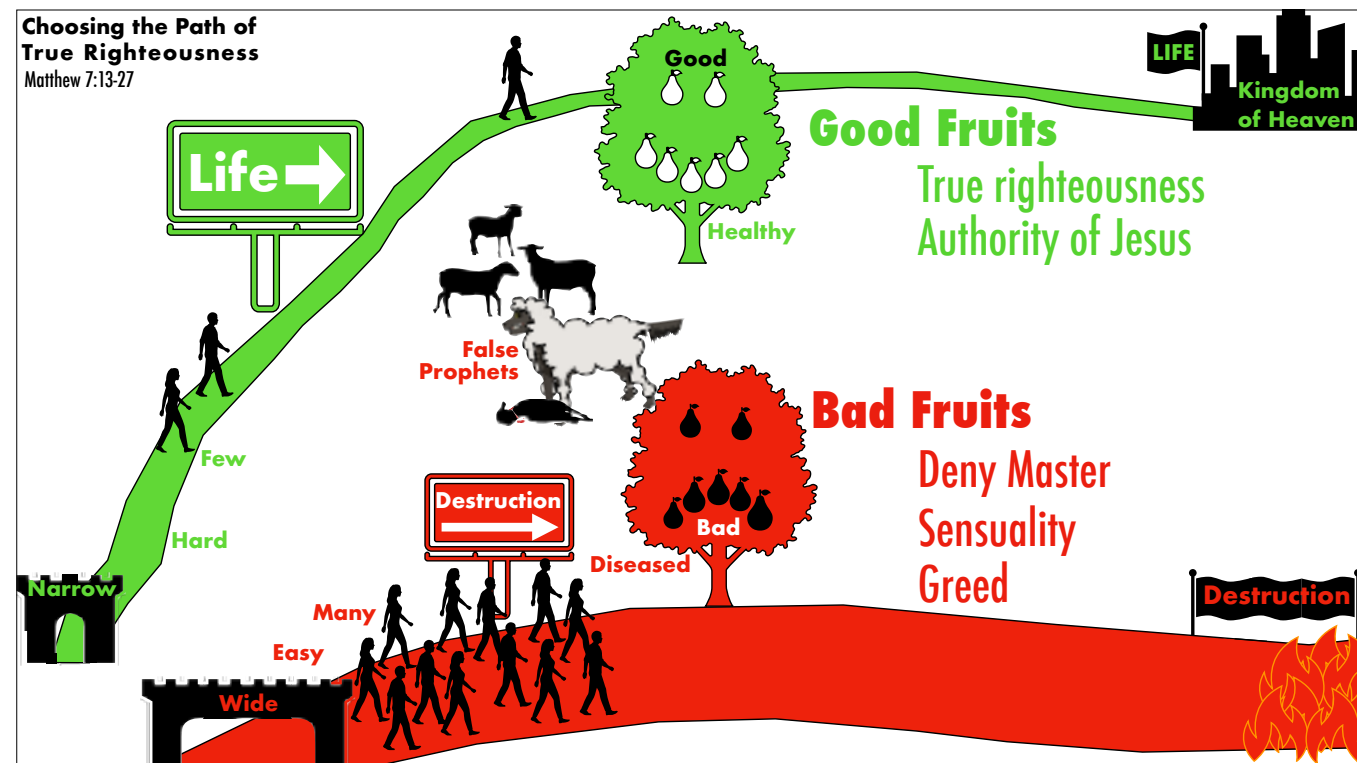 Choosing the Path of
True Righteousness
Matthew 7:13-27
Good
LIFE
Kingdom
of Heaven
Life
Good Fruits
True righteousness
Authority of Jesus
Healthy
False
Prophets
Bad Fruits
Few
Deny Master
Destruction
Sensuality
Bad
Hard
Diseased
Greed
Narrow
Destruction
Many
Easy
Wide